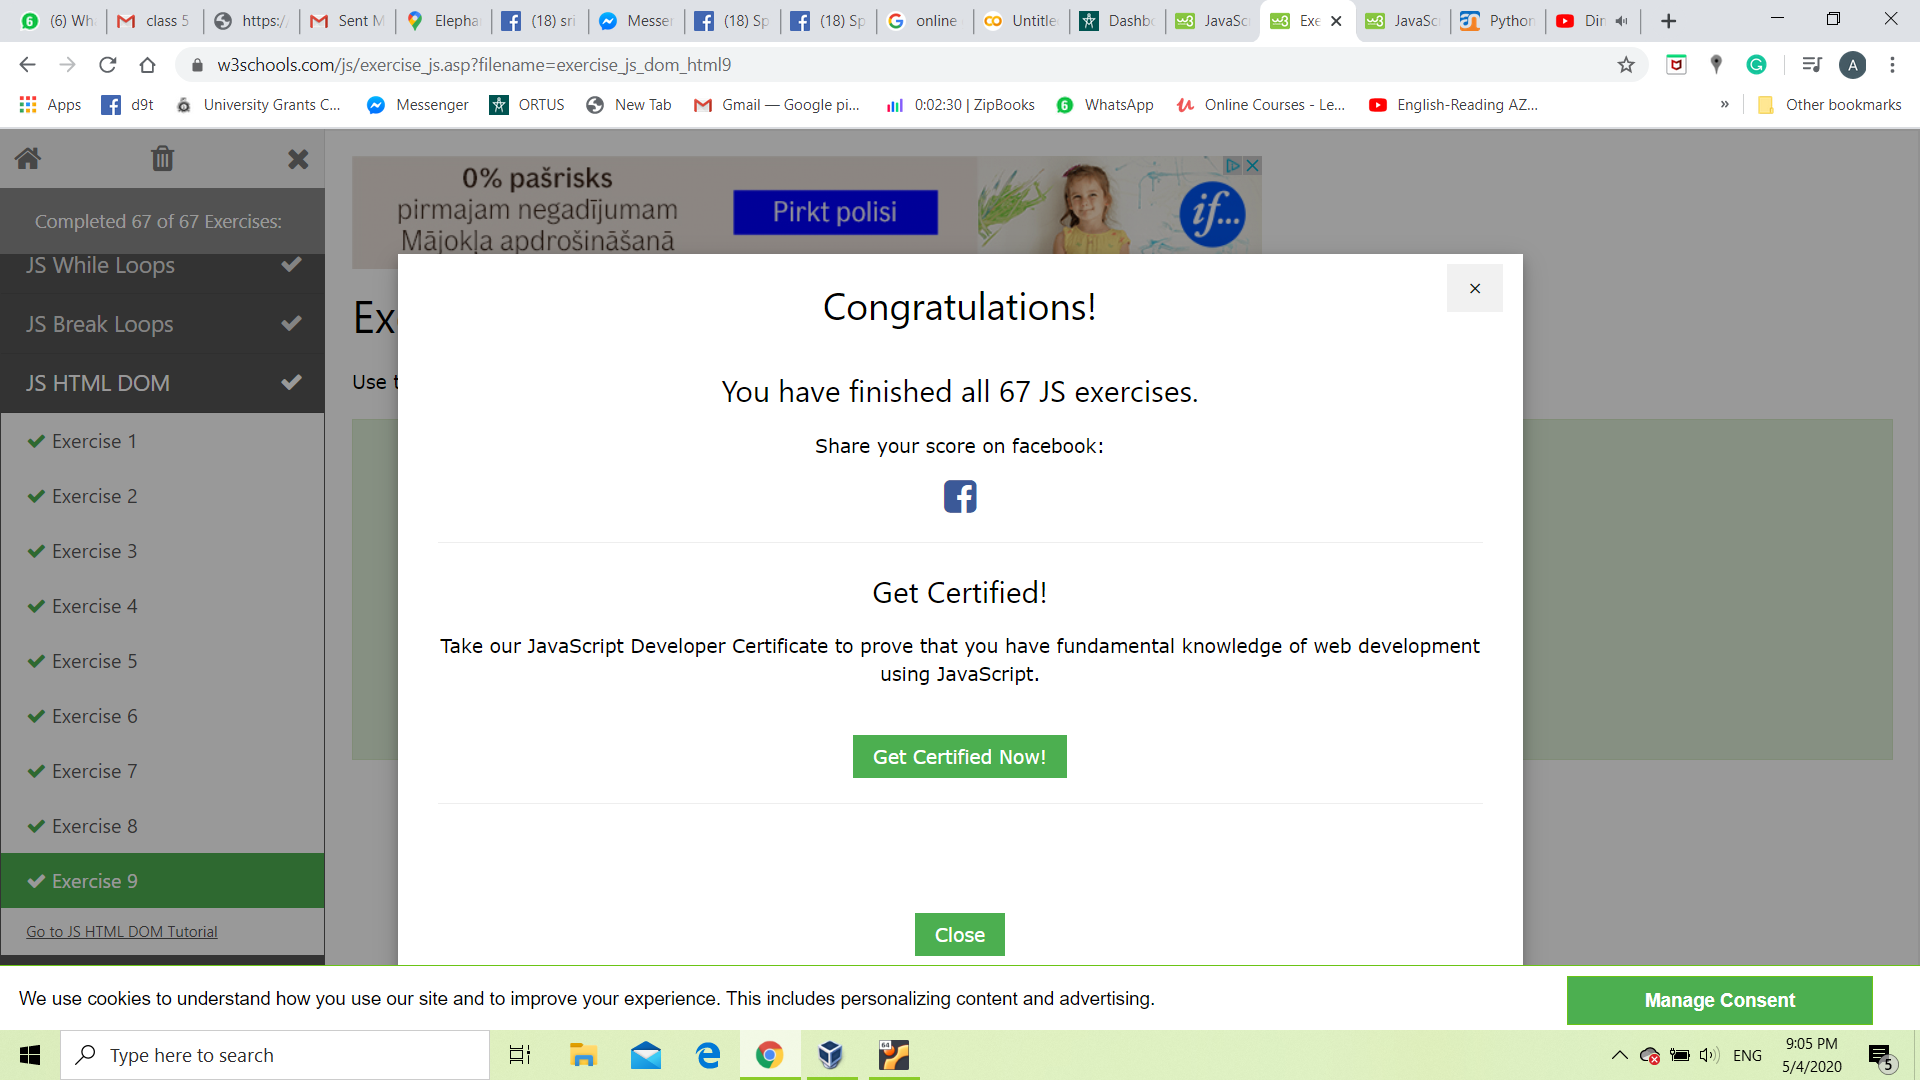 (6) Wha
class 5
https:/
Sent M
Elepha
(18) sri
Messer
(18) Sp
(18) Sp
online
Untitle
Dashbo
JavaSc
Exe
JavaSc
Python
Din
w3schools.com/js/exercise_js.asp?filename=exercise_js_dom_html9
A
Apps
d9t
University Grants C...
Messenger
ORTUS
New Tab
Gmail — Google pi...
0:02:30 | ZipBooks
WhatsApp
Online Courses - Le...
English-Reading AZ...
»
Other bookmarks
Completed 67 of 67 Exercises:
JS While Loops
JS Break Loops
JS HTML DOM
Exercise 1
Exercise 2
Exercise 3
Exercise 4
Exercise 5
Exercise 6
Exercise 7
Exercise 8
Exercise 9
Go to JS HTML DOM Tutorial
0% pašrisks
pirmajam negadījumam
Mājokļa apdrošināšanā
Pirkt polisi
if...
Ex
Use t
×
Congratulations!
You have finished all 67 JS exercises.
Share your score on facebook:
Get Certified!
Take our JavaScript Developer Certificate to prove that you have fundamental knowledge of web development
using JavaScript.
Get Certified Now!
Close
We use cookies to understand how you use our site and to improve your experience. This includes personalizing content and advertising.
Manage Consent
Type here to search
64
ENG
9:05 PM
5/4/2020
5